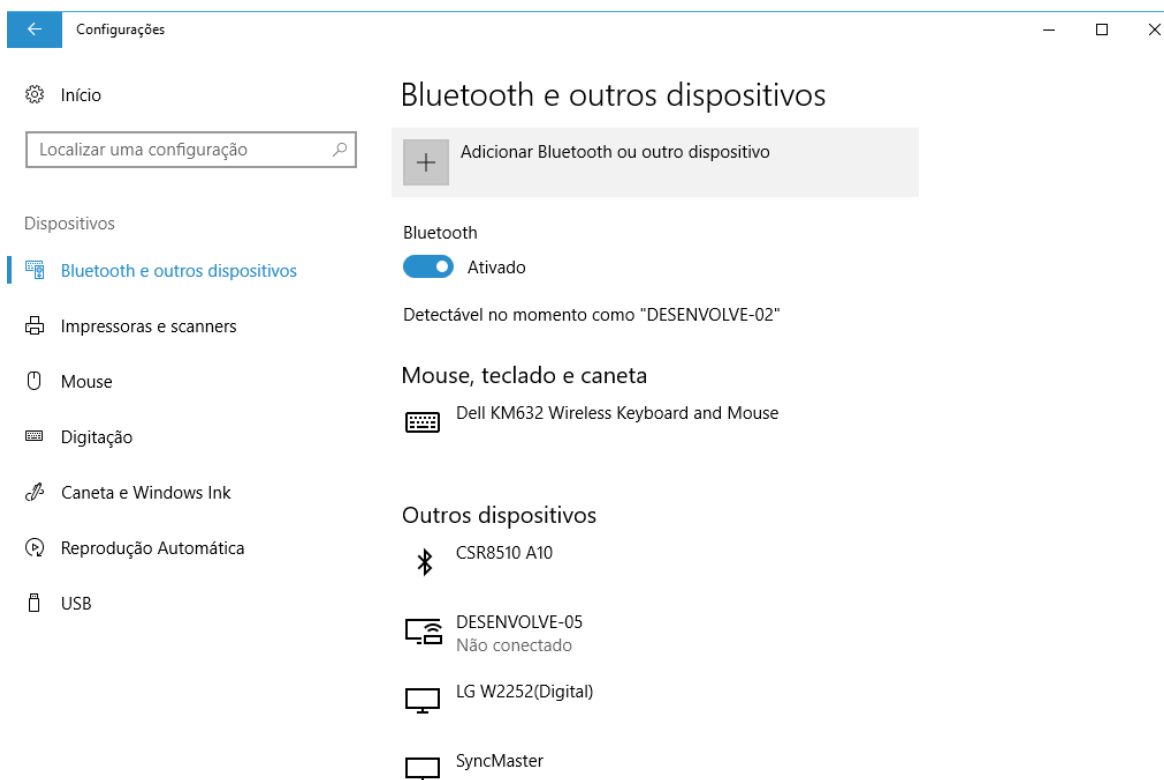 Configurações
Início
Localizar uma configuração
Dispositivos
Bluetooth e outros dispositivos
Impressoras e scanners
Mouse
Digitação
Caneta e Windows Ink
Reprodução Automática
USB
Bluetooth e outros dispositivos
Adicionar Bluetooth ou outro dispositivo
Bluetooth
Ativado
Detectável no momento como "DESENVOLVE-02"
Mouse, teclado e caneta
Dell KM632 Wireless Keyboard and Mouse
Outros dispositivos
CSR8510 A10
DESENVOLVE-05
Não conectado
LG W2252(Digital)
SyncMaster